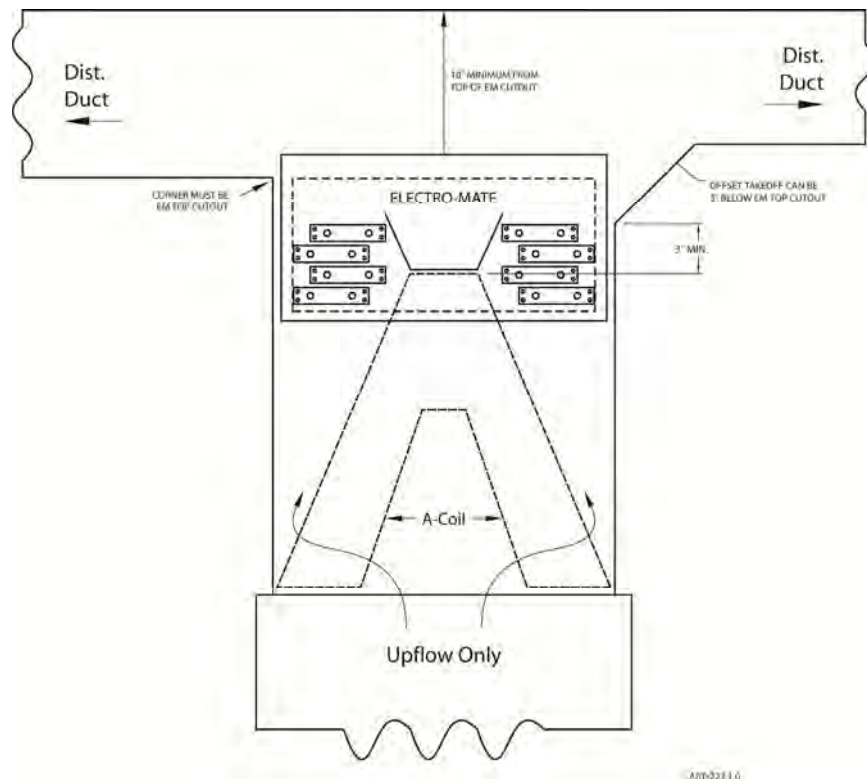 Dist.
Duct
10" MINIMUM FROM
TOP OF EM CUTOUT
Dist.
Duct
CORNER MUST BE
EM TOP CUTOUT
ELECTRO-MATE
OFFSET TAKEOFF CAN BE
BELOW EM TOP CUTOUT
3" MIN.
A-Coil
Upflow Only